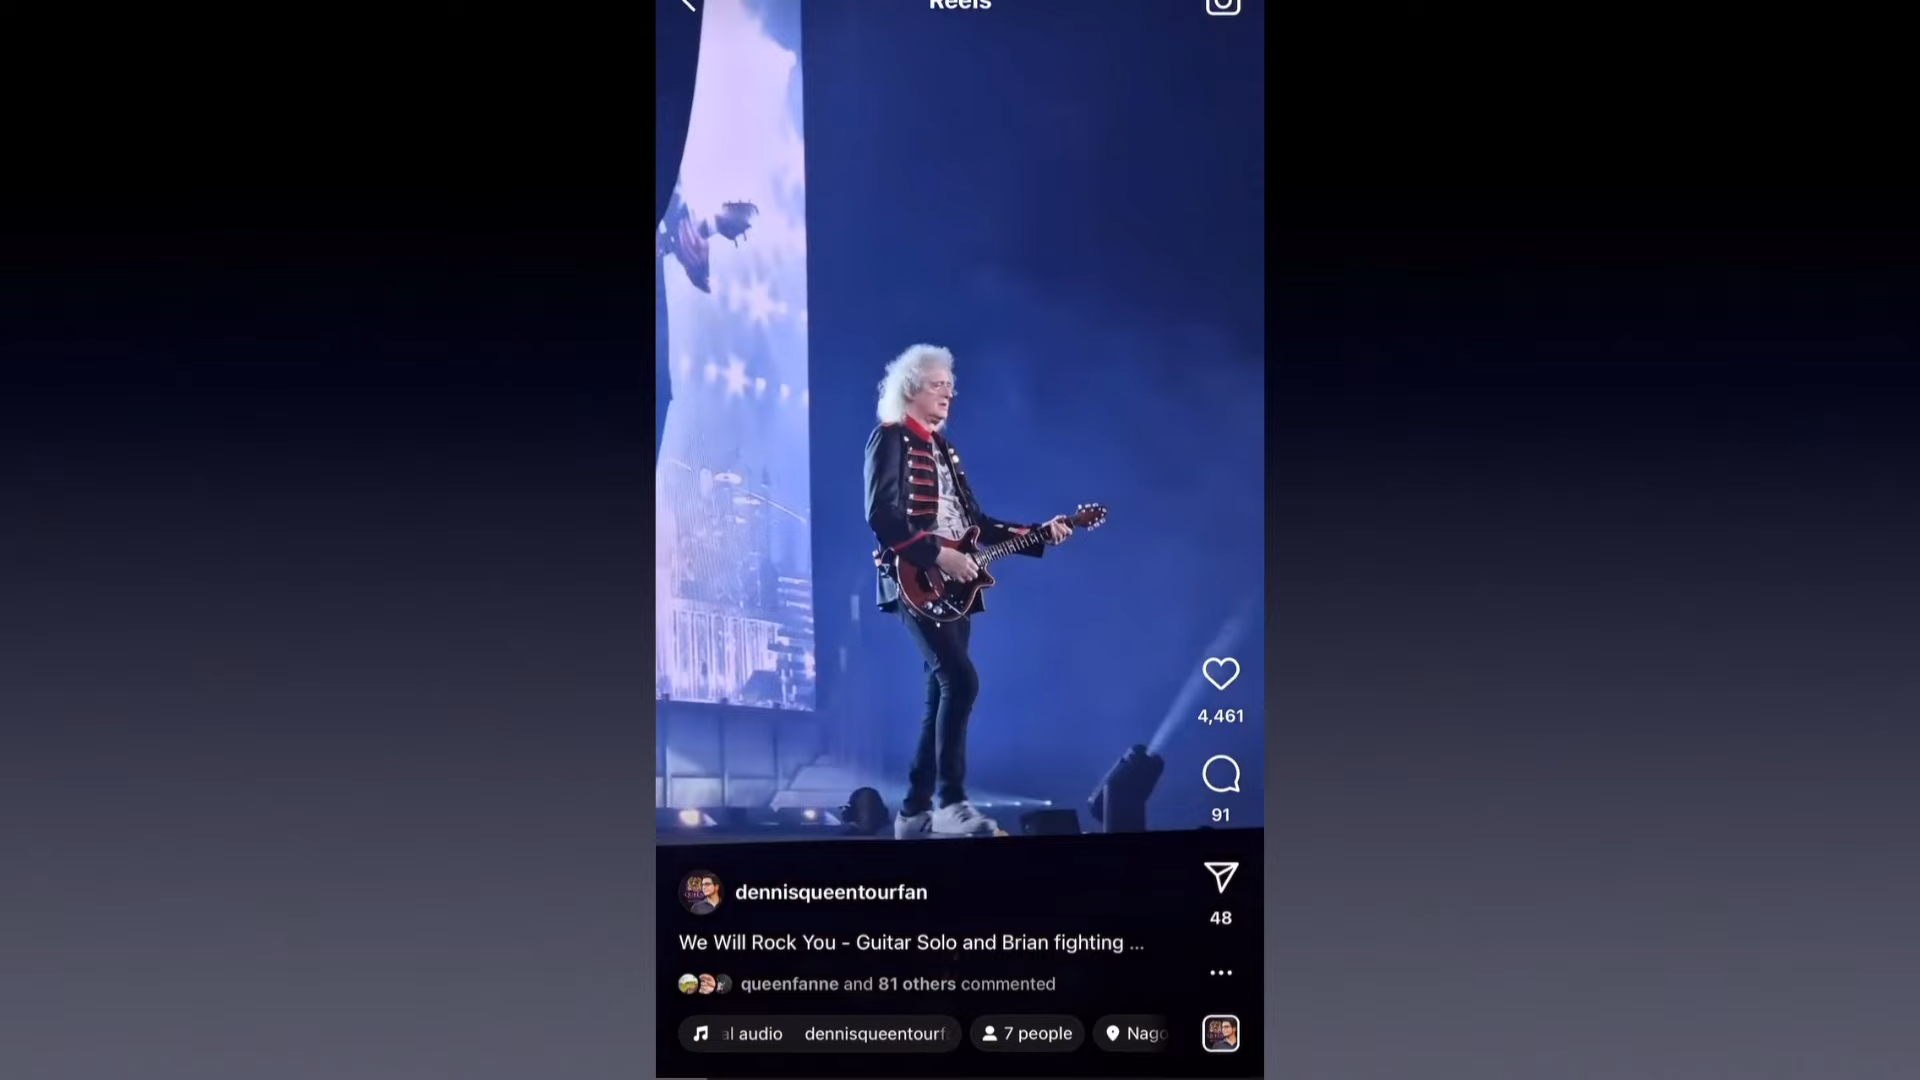 Reels
4,461
91
dennisqueentourfan
48
We Will Rock You - Guitar Solo and Brian fighting ...
queenfanne and 81 others commented
al audio dennisqueentourf
7 people
Nago